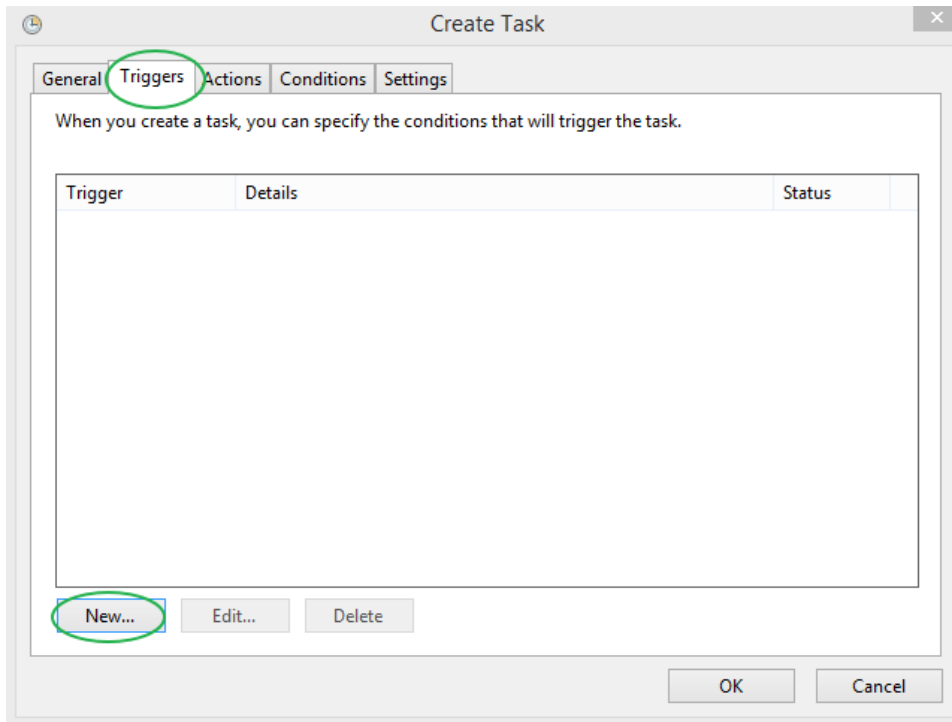 Create Task
General Triggers Actions Conditions Settings
When you create a task, you can specify the conditions that will trigger the task.
Trigger Details Status
New... Edit... Delete
OK Cancel